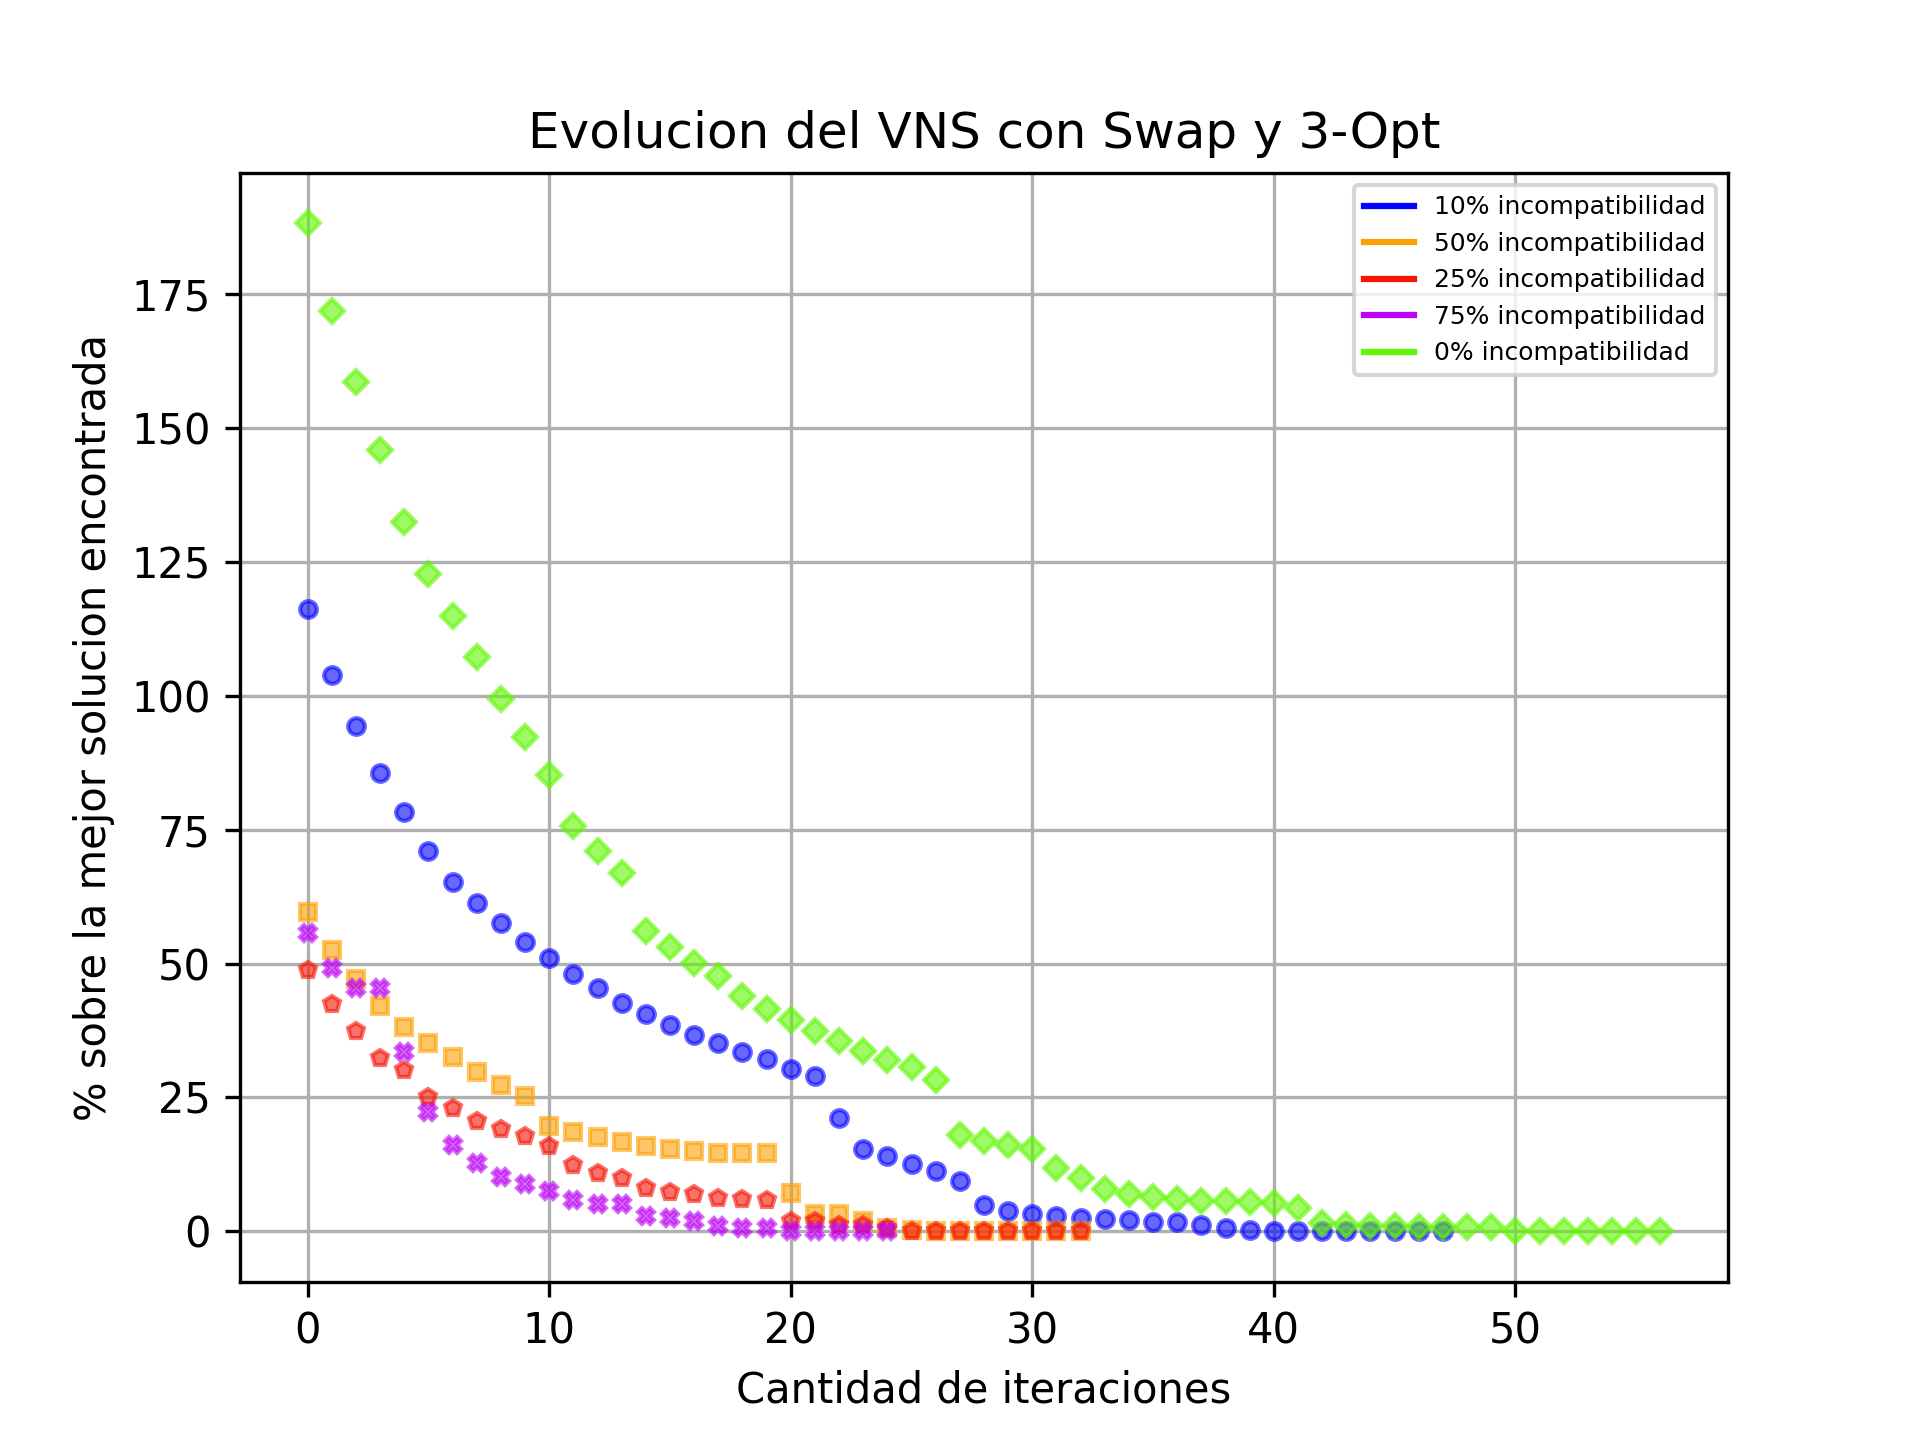 Evolucion del VNS con Swap y 3-Opt
10% incompatibilidad
50% incompatibilidad
25% incompatibilidad
75% incompatibilidad
0% incompatibilidad
% sobre la mejor solucion encontrada
175
150
125
100
75
50
25
0
0 10 20 30 40 50
Cantidad de iteraciones